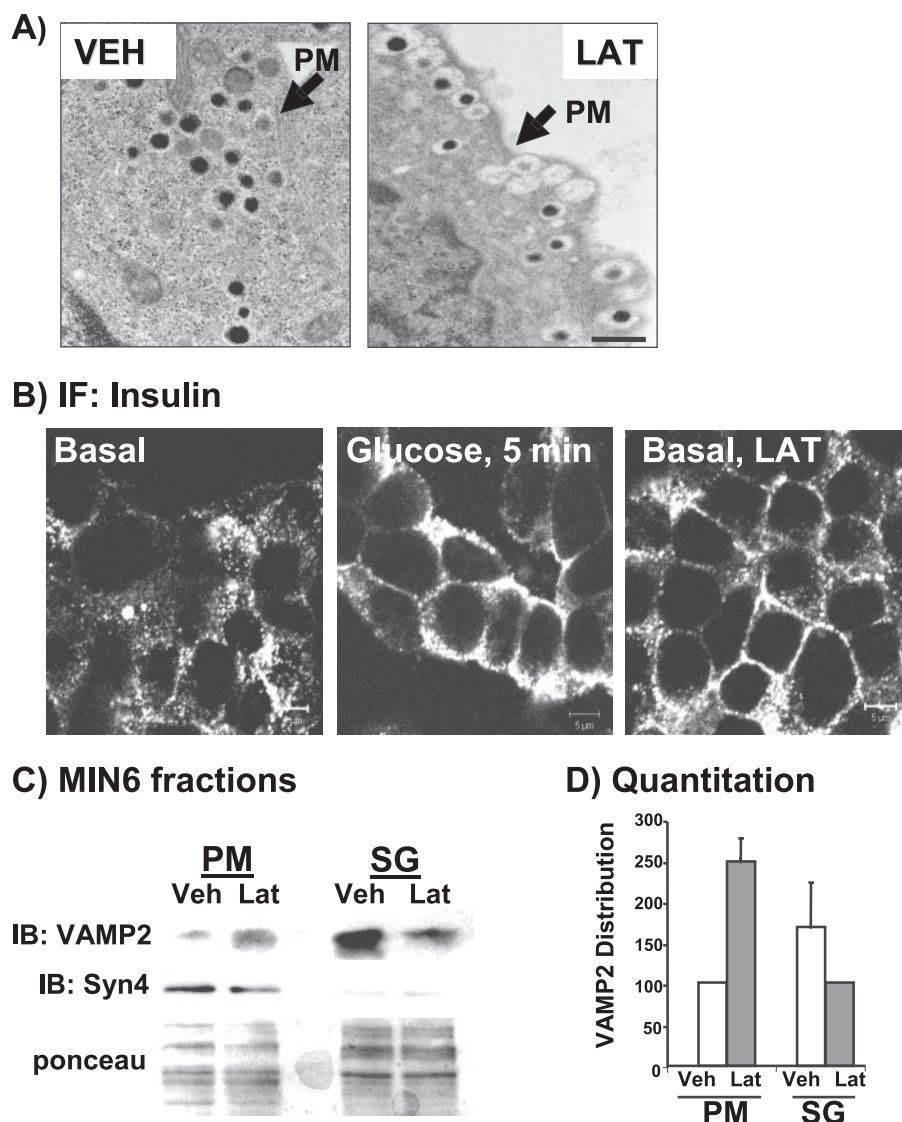 A)
VEH
PM
LAT
PM
B) IF: Insulin
Basal
Glucose, 5 min
Basal, LAT
5 µm
5 µm
C) MIN6 fractions
PM SG
Veh Lat Veh Lat
IB: VAMP2
IB: Syn4
ponceau
D) Quantitation
VAMP2 Distribution
300
250
200
150
100
50
0
Veh Lat Veh Lat
PM SG